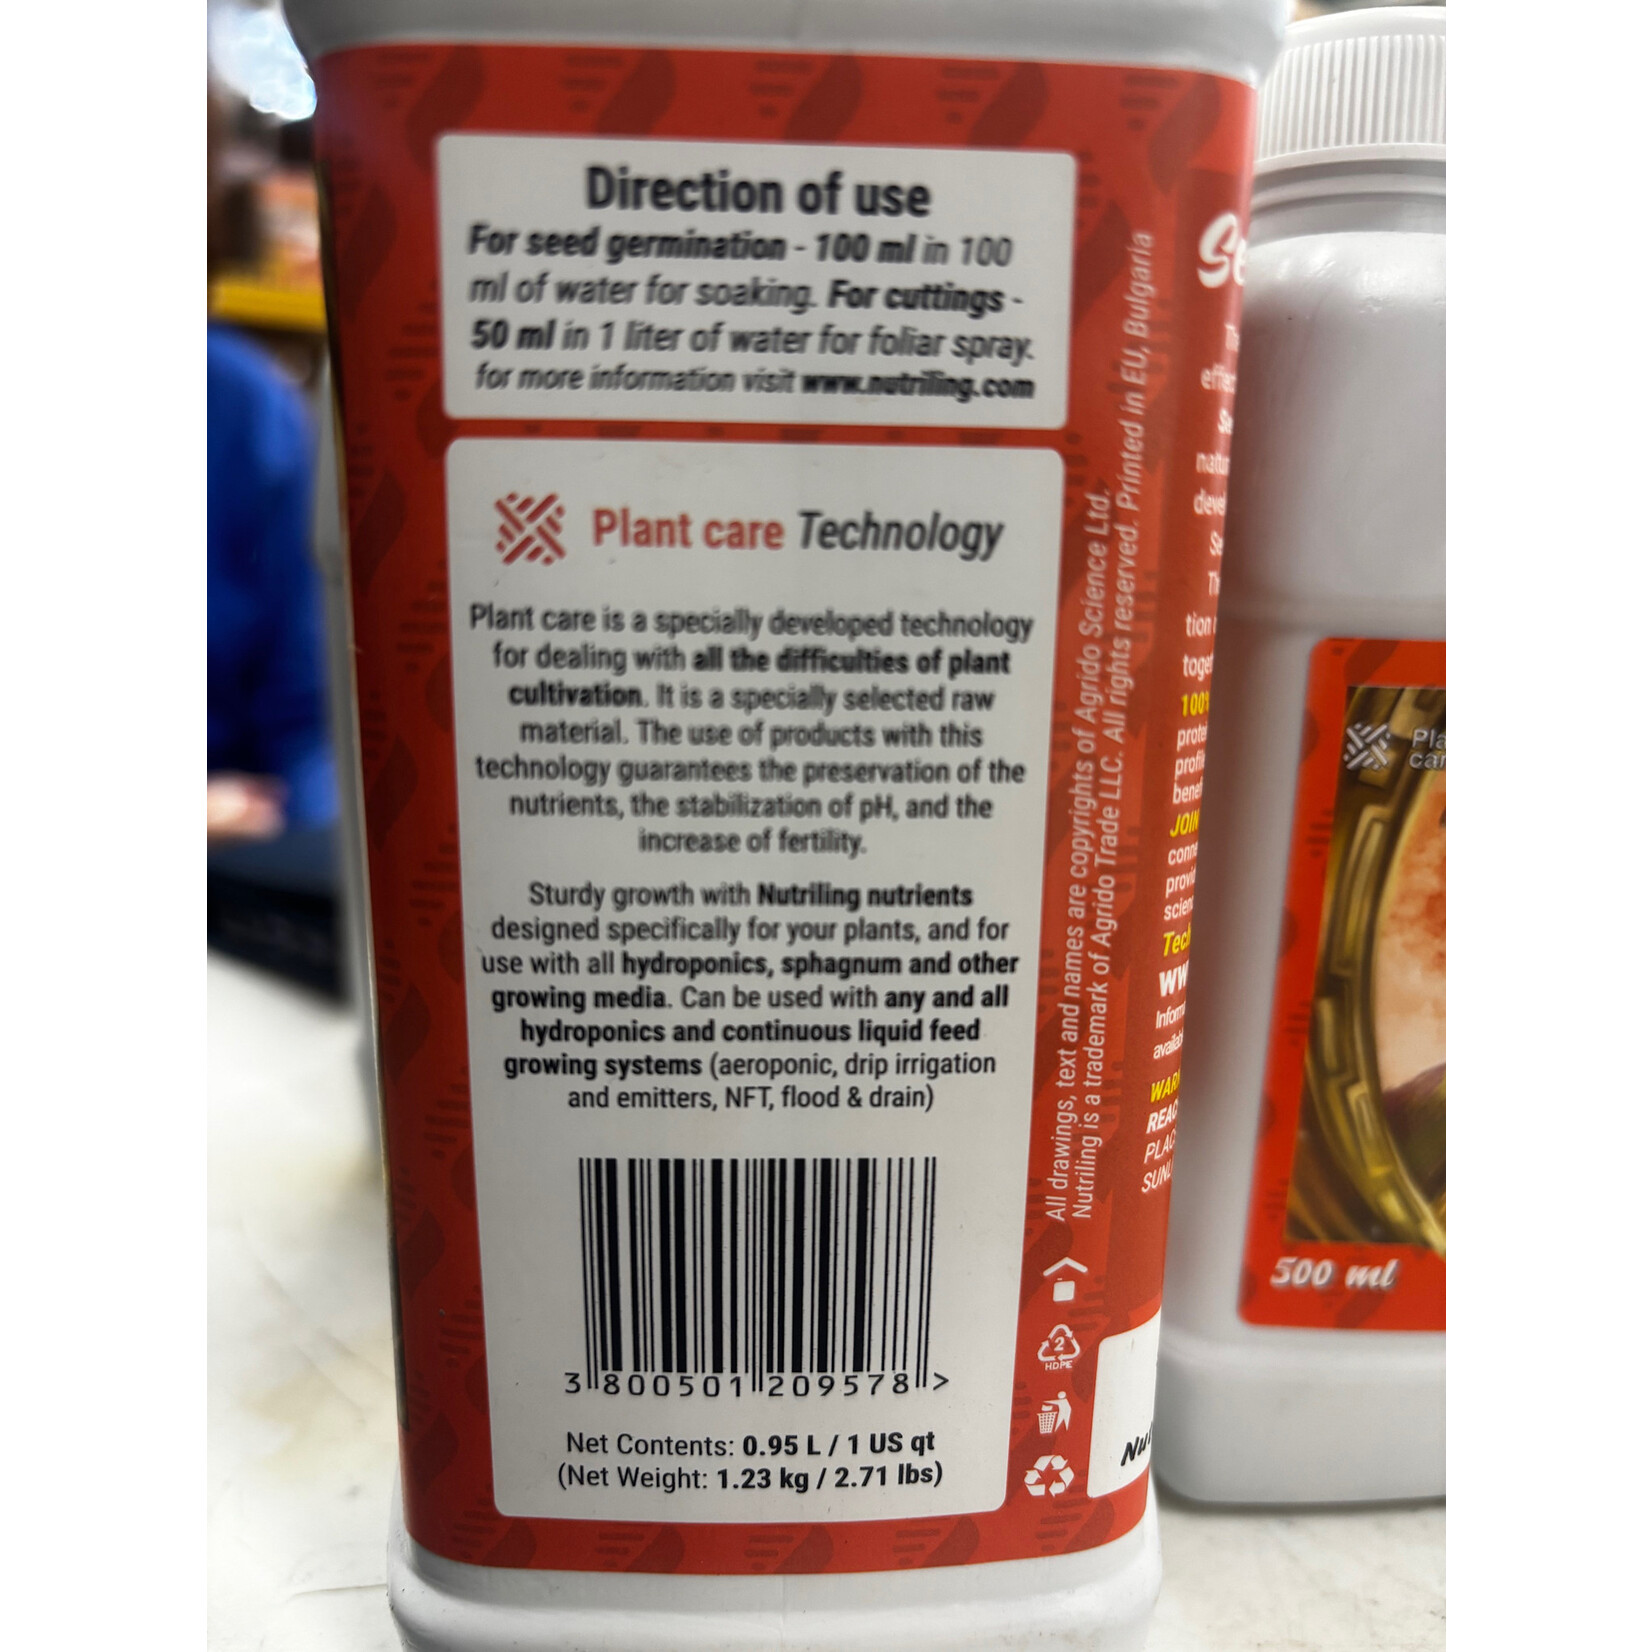 Direction of use
For seed germination - 100 ml in 100
ml of water for soaking. For cuttings -
50 ml in 1 liter of water for foliar spray.
for more information visit www.nutriling.com
Plant care Technology
Plant care is a specially developed technology
for dealing with all the difficulties of plant
cultivation. It is a specially selected raw
material. The use of products with this
technology guarantees the preservation of the
nutrients, the stabilization of pH, and the
increase of fertility.
Sturdy growth with Nutriling nutrients
designed specifically for your plants, and for
use with all hydroponics, sphagnum and other
growing media. Can be used with any and all
hydroponics and continuous liquid feed
growing systems (aeroponic, drip irrigation
and emitters, NFT, flood & drain)
3 800501 209578 >
Net Contents: 0.95 L / 1 US qt
(Net Weight: 1.23 kg / 2.71 lbs)
All drawings, text and names are copyrights of Agrido Science Ltd.
Nutriling is a trademark of Agrido Trade LLC. All rights reserved. Printed in EU, Bulgaria
2
HDPE
100%
JOIN
500 ml